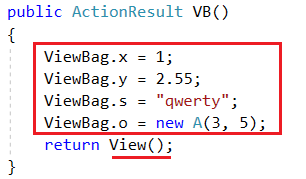 public ActionResult VB()
{
ViewBag.x = 1;
ViewBag.y = 2.55;
ViewBag.s = "qwerty";
ViewBag.o = new A(3, 5);
return View();
}